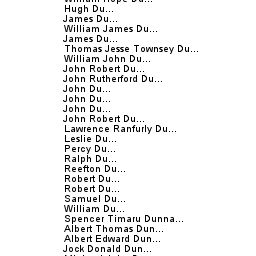 William Hope Du...
Hugh Du...
James Du...
William James Du...
James Du...
Thomas Jesse Townsey Du...
William John Du...
John Robert Du...
John Rutherford Du...
John Du...
John Du...
John Du...
John Robert Du...
Lawrence Ranfurly Du...
Leslie Du...
Percy Du...
Ralph Du...
Reefton Du...
Robert Du...
Robert Du...
Samuel Du...
William Du...
Spencer Timaru Dunna...
Albert Thomas Dun...
Albert Edward Dun...
Jock Donald Dun...